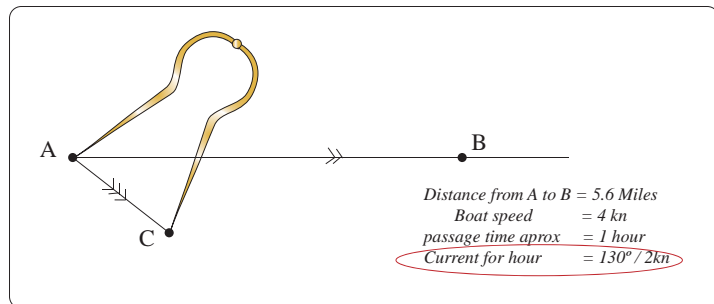 A
B
C
Distance from A to B = 5.6 Miles
Boat speed = 4 kn
passage time aprox = 1 hour
Current for hour = 130º / 2kn